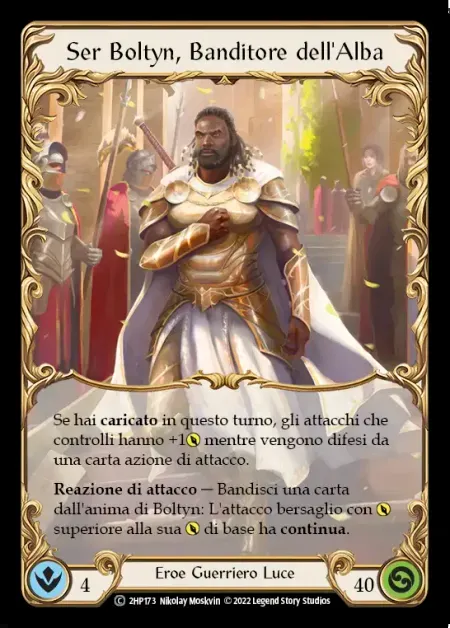 Ser Boltyn, Banditore dell'Alba
Se hai caricato in questo turno, gli attacchi che
controlli hanno +1 mentre vengono difesi da
una carta azione di attacco.
Reazione di attacco — Bandisci una carta
dall'anima di Boltyn: L'attacco bersaglio con
superiore alla sua di base ha continua.
4
Eroe Guerriero Luce
40
C 2HP173 Nikolay Moskvin © 2022 Legend Story Studios